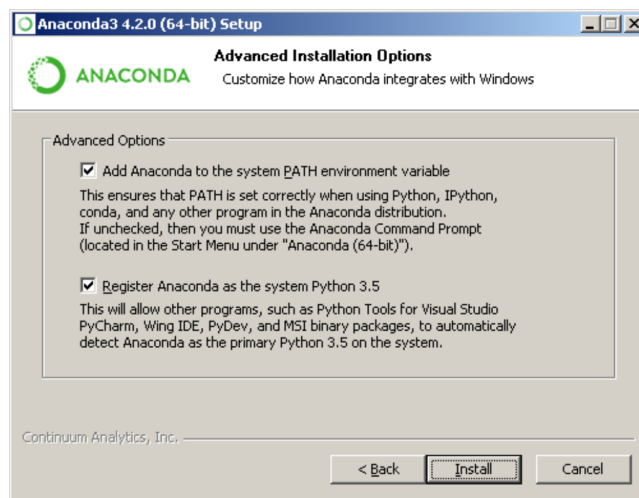 Anaconda3 4.2.0 (64-bit) Setup
ANACONDA
Advanced Installation Options
Customize how Anaconda integrates with Windows
Advanced Options
Add Anaconda to the system PATH environment variable
This ensures that PATH is set correctly when using Python, IPython,
conda, and any other program in the Anaconda distribution.
If unchecked, then you must use the Anaconda Command Prompt
(located in the Start Menu under "Anaconda (64-bit)").
Register Anaconda as the system Python 3.5
This will allow other programs, such as Python Tools for Visual Studio
PyCharm, Wing IDE, PyDev, and MSI binary packages, to automatically
detect Anaconda as the primary Python 3.5 on the system.
Continuum Analytics, Inc.
< Back
Install
Cancel